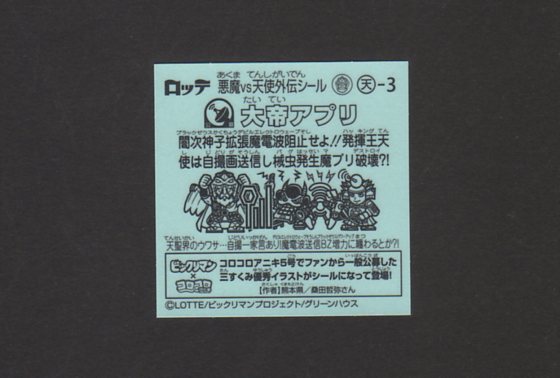 ロッテ 悪魔VS天使外伝シール 天-3
あくま てんしがいでん
たい てい
大帝アプリ
闇次神子拡張魔電波阻止せよ!!発揮王天
使は自撮画送信し械虫発生魔プリ破壊?!
天聖界のウワサ…自撮一家言あり!魔電波送信BZ増力に纏わるとか?!
ビックリマン
×
コロコロ
コロコロアニキ5号でファンから一般公募した
三すくみ優秀イラストがシールになって登場!
【作者】熊本県/桑田哲弥さん
©LOTTE/ビックリマンプロジェクト/グリーンハウス